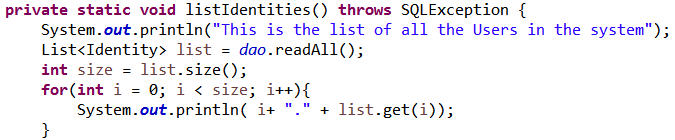 private static void listIdentities() throws SQLException {
    System.out.println("This is the list of all the Users in the system");
    List<Identity> list = dao.readAll();
    int size = list.size();
    for(int i = 0; i < size; i++){
        System.out.println( i+ "." + list.get(i));
    }